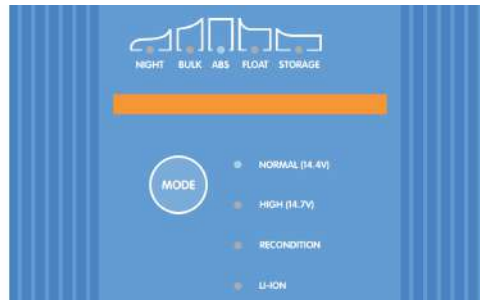 NIGHT BULK ABS FLOAT STORAGE
NORMAL (14.4V)
MODE
HIGH (14.7V)
RECONDITION
LI-ION